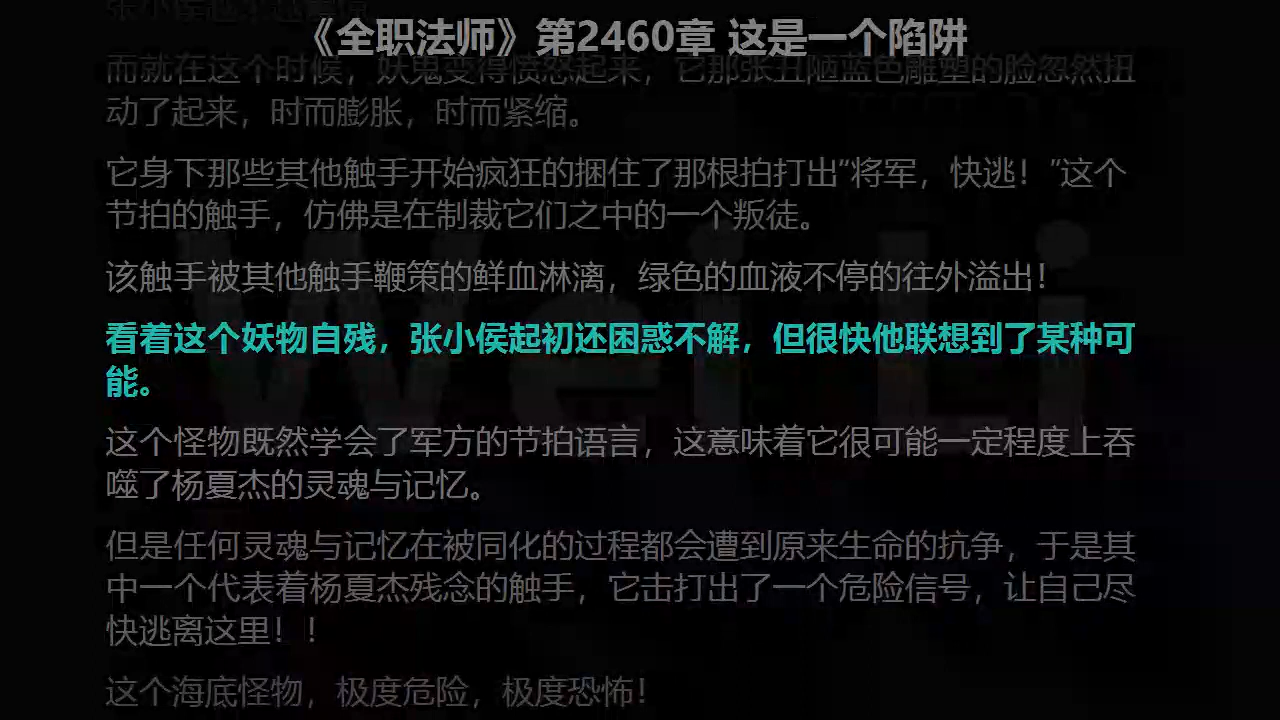 《全职法师》第2460章 这是一个陷阱
而就在这个时候，妖鬼变得愤怒起来，它那张丑陋蓝色雕塑的脸忽然扭
动了起来，时而膨胀，时而紧缩。
它身下那些其他触手开始疯狂的捆住了那根拍打出“将军，快逃！”这个
节拍的触手，仿佛是在制裁它们之中的一个叛徒。
该触手被其他触手鞭策的鲜血淋漓，绿色的血液不停的往外溢出！
看着这个妖物自残，张小侯起初还困惑不解，但很快他联想到了某种可
能。
这个怪物既然学会了军方的节拍语言，这意味着它很可能一定程度上吞
噬了杨夏杰的灵魂与记忆。
但是任何灵魂与记忆在被同化的过程都会遭到原来生命的抗争，于是其
中一个代表着杨夏杰残念的触手，它击打出了一个危险信号，让自己尽
快逃离这里！！
这个海底怪物，极度危险，极度恐怖！
Wei Li